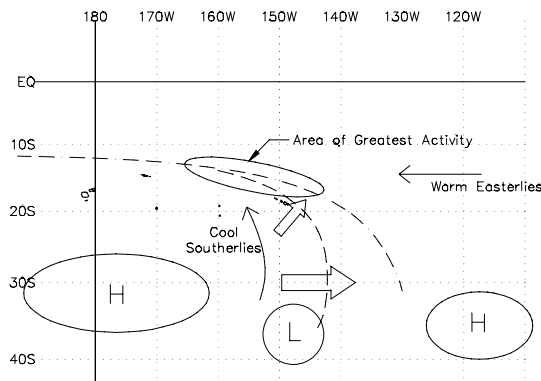 180 170W 160W 150W 140W 130W 120W
EQ
10S
Area of Greatest Activity
Warm Easterlies
20S
Cool
Southerlies
30S
H
L
H
40S